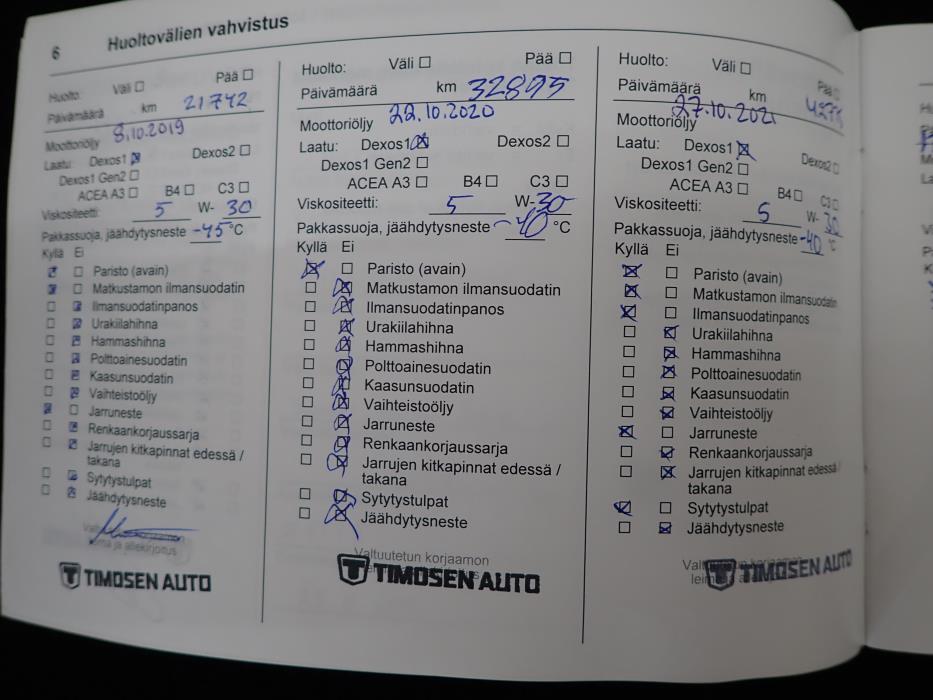 6
Huoltovälien vahvistus
Huolto: Väli Pää
Päivämäärä km 21742
8.10.2019
Moottoriöljy
Laatu: Dexos1 Dexos2
Dexos1 Gen2
ACEA A3 B4 C3
Viskositeetti: 5 W- 30
Pakkassuoja, jäähdytysneste -45 °C
Kyllä Ei
Paristo (avain)
Matkustamon ilmansuodatin
Ilmansuodatinpanos
Urakiilahihna
Hammashihna
Polttoainesuodatin
Kaasunsuodatin
Vaihteistoöljy
Jarruneste
Renkaankorjaussarja
Jarrujen kitkapinnat edessä /
takana
Sytytystulpat
Jäähdytysneste
leima ja allekirjoitus
TIMOSEN AUTO
Huolto: Väli Pää
Päivämäärä km 32895
22.10.2020
Moottoriöljy
Laatu: Dexos1 Dexos2
Dexos1 Gen2
ACEA A3 B4 C3
Viskositeetti: 5 W- 30
Pakkassuoja, jäähdytysneste -40 °C
Kyllä Ei
Paristo (avain)
Matkustamon ilmansuodatin
Ilmansuodatinpanos
Urakiilahihna
Hammashihna
Polttoainesuodatin
Kaasunsuodatin
Vaihteistoöljy
Jarruneste
Renkaankorjaussarja
Jarrujen kitkapinnat edessä /
takana
Sytytystulpat
Jäähdytysneste
Valtuutetun korjaamon
TIMOSEN AUTO
Huolto: Väli Pää
Päivämäärä km
27.10.2021
Moottoriöljy
Laatu: Dexos1 Dexos2
Dexos1 Gen2
ACEA A3 B4 C3
Viskositeetti: 5 W- 30
Pakkassuoja, jäähdytysneste -40 °C
Kyllä Ei
Paristo (avain)
Matkustamon ilmansuodatin
Ilmansuodatinpanos
Urakiilahihna
Hammashihna
Polttoainesuodatin
Kaasunsuodatin
Vaihteistoöljy
Jarruneste
Renkaankorjaussarja
Jarrujen kitkapinnat edessä /
takana
Sytytystulpat
Jäähdytysneste
TIMOSEN AUTO